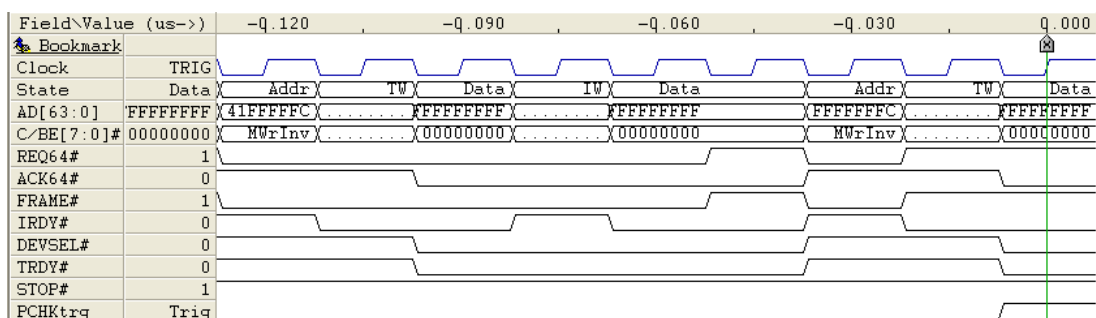 Field\Value (us->) -0.120 -0.090 -0.060 -0.030 0.000
Bookmark
Clock TRIG
State Data Addr TW Data IW Data Addr TW Data
AD[63:0] 'FFFFFFFF 41FFFFFC ........ FFFFFFFFF ........ FFFFFFFFF FFFFFFFC ........ FFFFFFFFF
C/BE[7:0]# 00000000 MWrInv ........ 00000000 ........ 00000000 MWrInv ........ 00000000
REQ64# 1
ACK64# 0
FRAME# 1
IRDY# 0
DEVSEL# 0
TRDY# 0
STOP# 1
PCHKtrg Trig